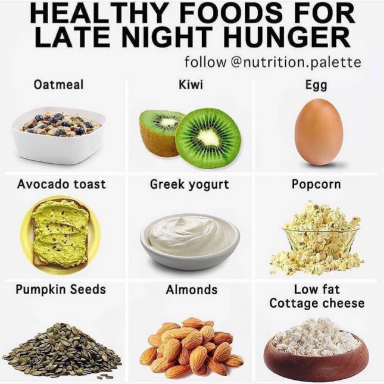 HEALTHY FOODS FOR
LATE NIGHT HUNGER
follow @nutrition.palette
Oatmeal
Kiwi
Egg
Avocado toast
Greek yogurt
Popcorn
Pumpkin Seeds
Almonds
Low fat
Cottage cheese